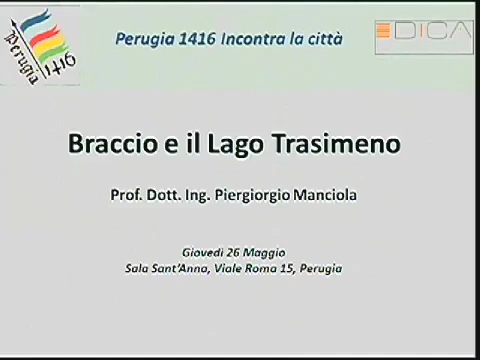 Perugia 1416
Perugia 1416 Incontra la città
DICA
Braccio e il Lago Trasimeno
Prof. Dott. Ing. Piergiorgio Manciola
Giovedì 26 Maggio
Sala Sant'Anna, Viale Roma 15, Perugia